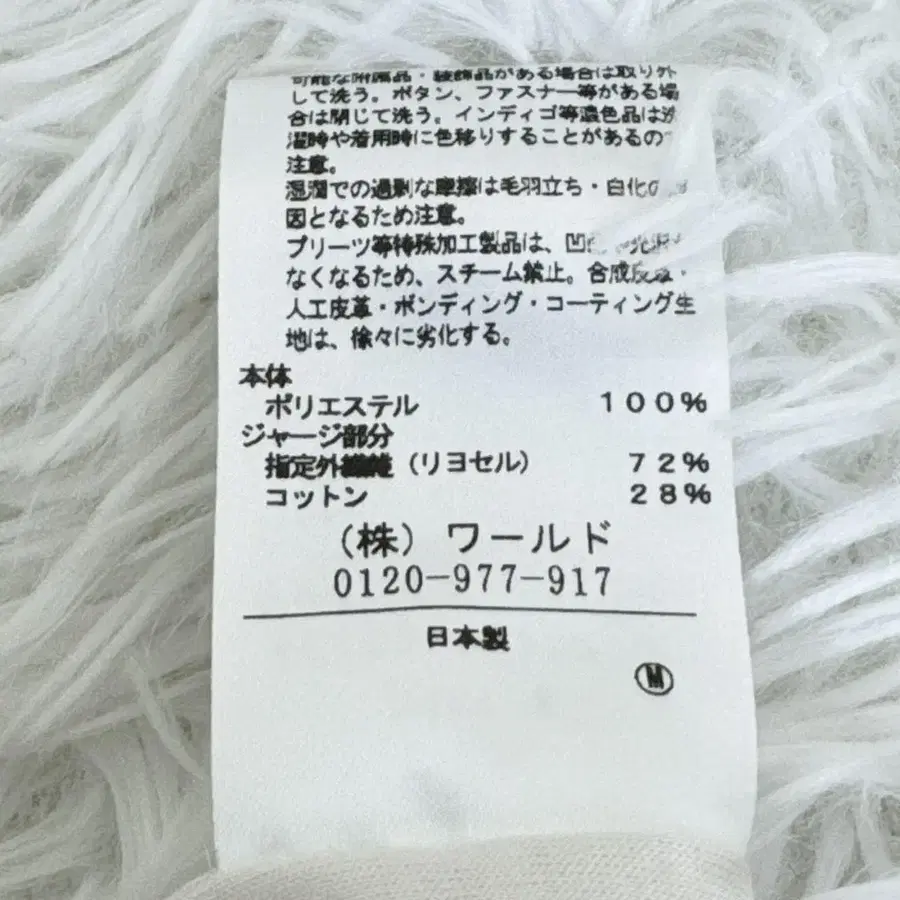 可能な附属品・装飾品がある場合は取り外
して洗う。ボタン、ファスナー等がある場
合は閉じて洗う。インディゴ等濃色品は洗
濯時や着用時に色移りすることがあるので
注意。
湿潤での過剰な摩擦は毛羽立ち・白化の
因となるため注意。
プリーツ等特殊加工製品は、凹
なくなるため、スチーム禁止。合成皮革・
人工皮革・ボンディング・コーティング生
地は、徐々に劣化する。
本体
ポリエステル 100%
ジャージ部分
指定外繊維(リヨセル) 72%
コットン 28%
(株)ワールド
0120-977-917
日本製
M